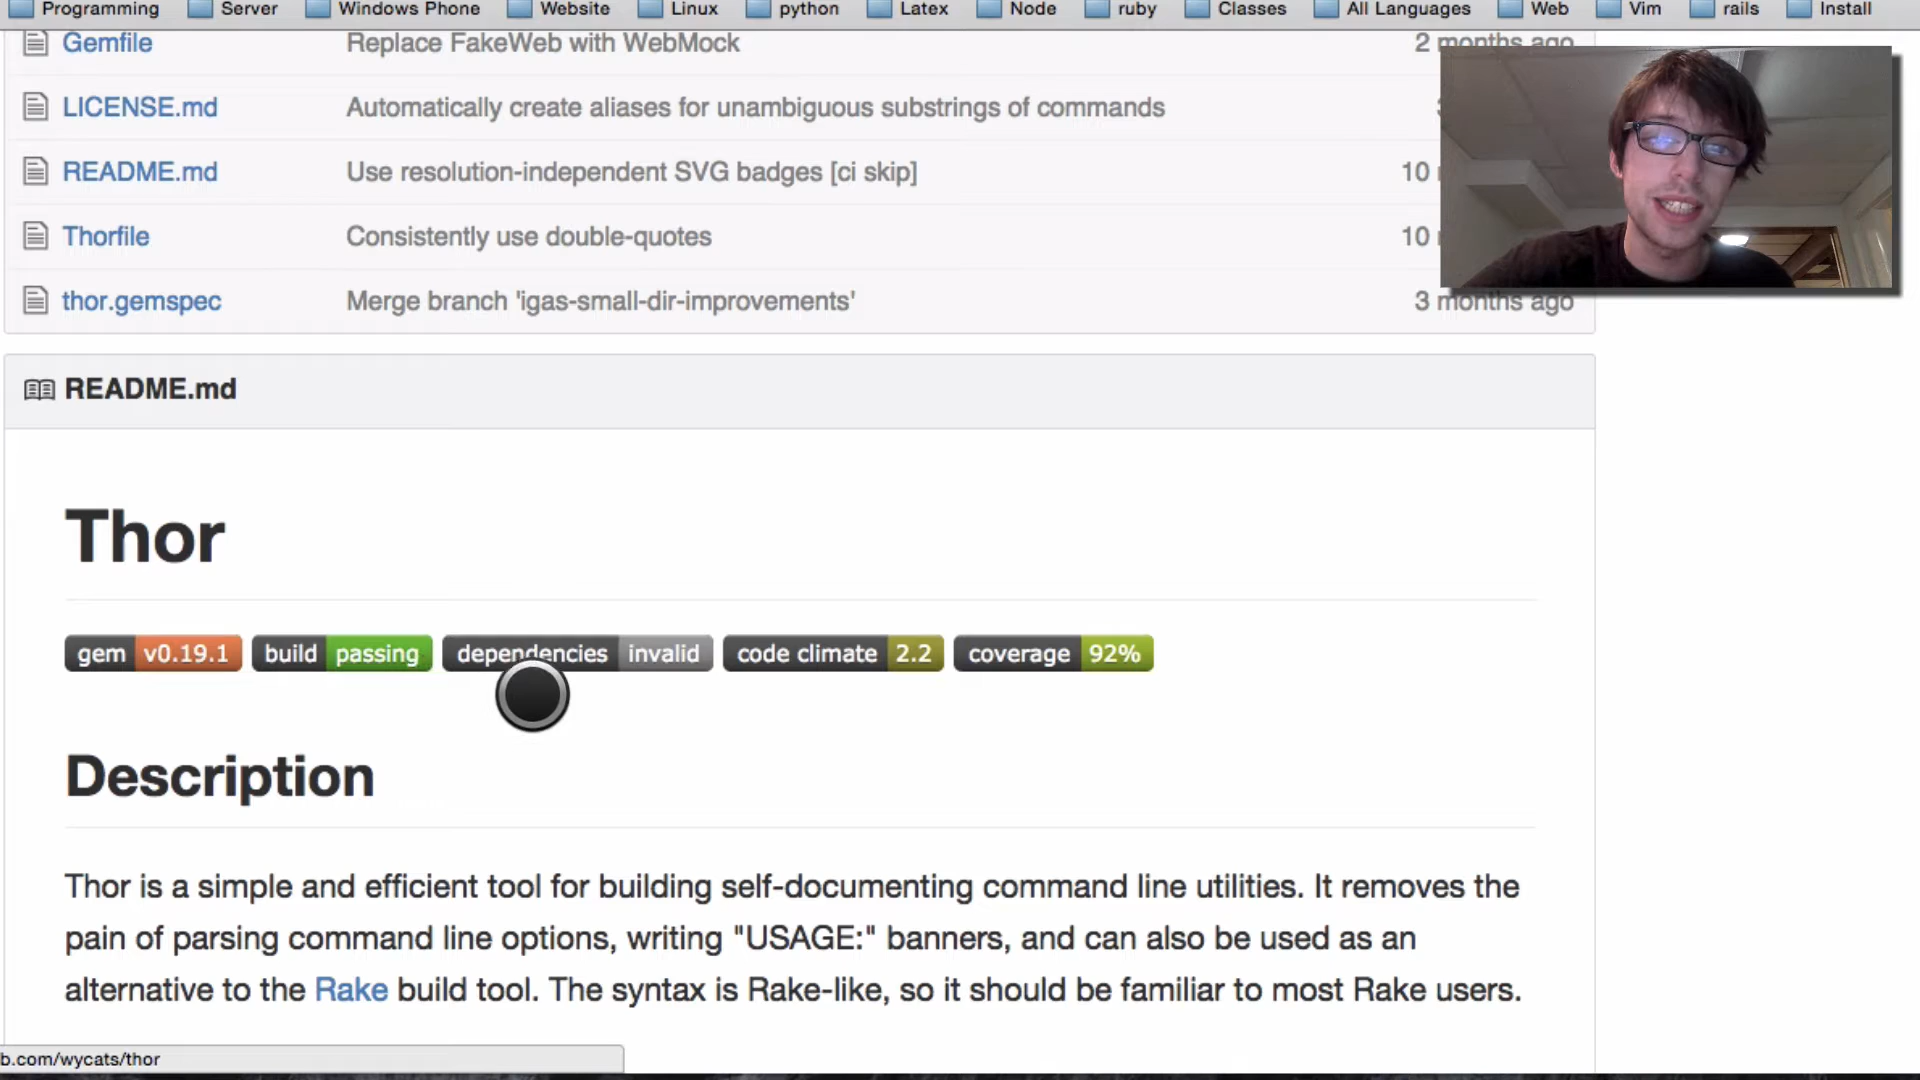 Programming Server Windows Phone Website Linux python Latex Node ruby Classes All Languages Web Vim rails Install
Gemfile Replace FakeWeb with WebMock 2 months ago
LICENSE.md Automatically create aliases for unambiguous substrings of commands
README.md Use resolution-independent SVG badges [ci skip] 10
Thorfile Consistently use double-quotes 10
thor.gemspec Merge branch 'igas-small-dir-improvements' 3 months ago
README.md
Thor
gem v0.19.1 build passing dependencies invalid code climate 2.2 coverage 92%
Description
Thor is a simple and efficient tool for building self-documenting command line utilities. It removes the
pain of parsing command line options, writing "USAGE:" banners, and can also be used as an
alternative to the Rake build tool. The syntax is Rake-like, so it should be familiar to most Rake users.
b.com/wycats/thor